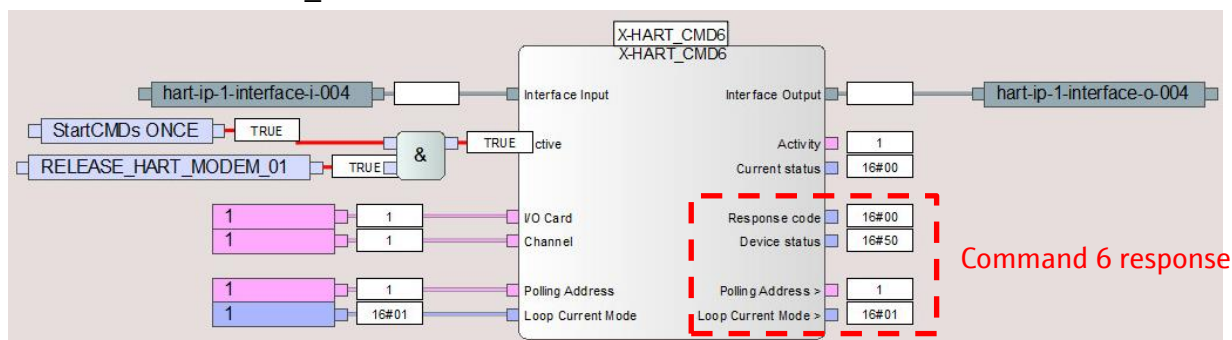 X-HART_CMD6
X-HART_CMD6
hart-ip-1-interface-i-004
Interface Input
Interface Output
hart-ip-1-interface-o-004
StartCMDs ONCE
TRUE
&
TRUE
ctive
Activity
1
RELEASE_HART_MODEM_01
TRUE
Current status
16#00
1
1
I/O Card
Response code
16#00
1
1
Channel
Device status
16#50
Command 6 response
1
1
Polling Address
Polling Address >
1
1
16#01
Loop Current Mode
Loop Current Mode >
16#01